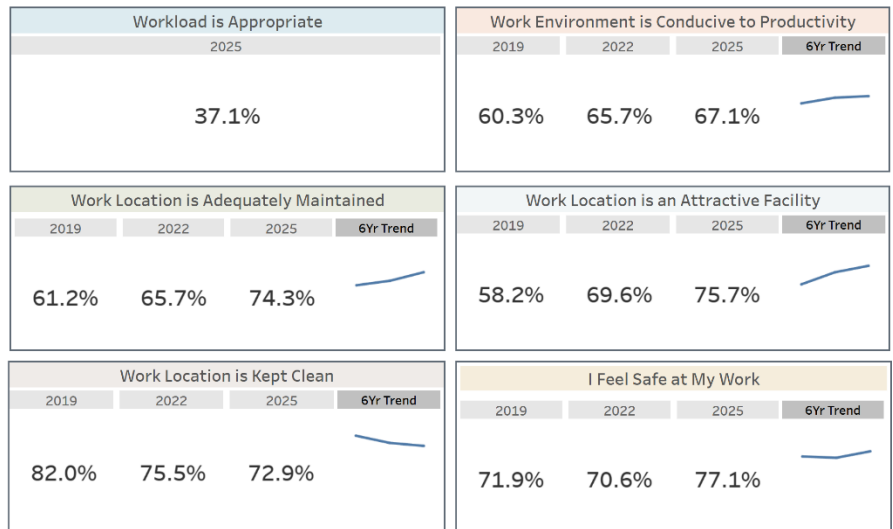 Workload is Appropriate
2025
37.1%
Work Environment is Conducive to Productivity
2019 2022 2025 6Yr Trend
60.3% 65.7% 67.1%
Work Location is Adequately Maintained
2019 2022 2025 6Yr Trend
61.2% 65.7% 74.3%
Work Location is an Attractive Facility
2019 2022 2025 6Yr Trend
58.2% 69.6% 75.7%
Work Location is Kept Clean
2019 2022 2025 6Yr Trend
82.0% 75.5% 72.9%
I Feel Safe at My Work
2019 2022 2025 6Yr Trend
71.9% 70.6% 77.1%